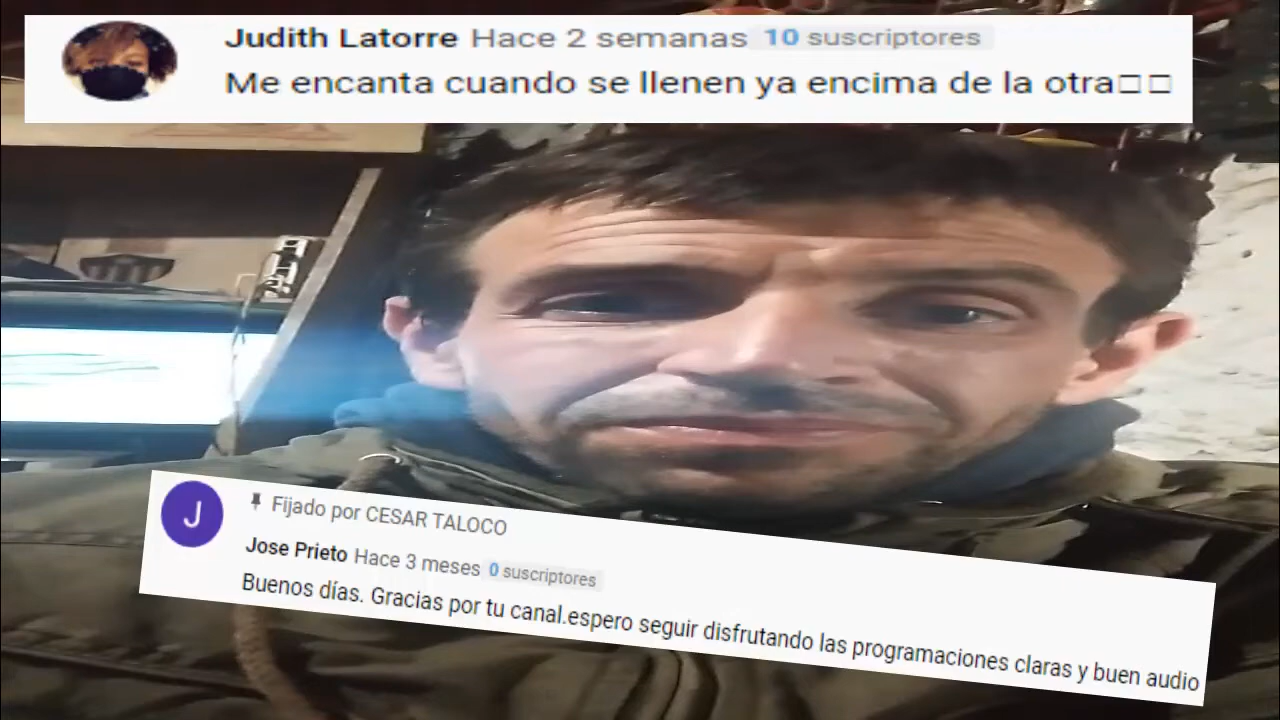 Judith Latorre Hace 2 semanas 10 suscriptores
Me encanta cuando se llenen ya encima de la otra□□
Fijado por CESAR TALOCO
J
Jose Prieto Hace 3 meses 0 suscriptores
Buenos días. Gracias por tu canal.espero seguir disfrutando las programaciones claras y buen audio